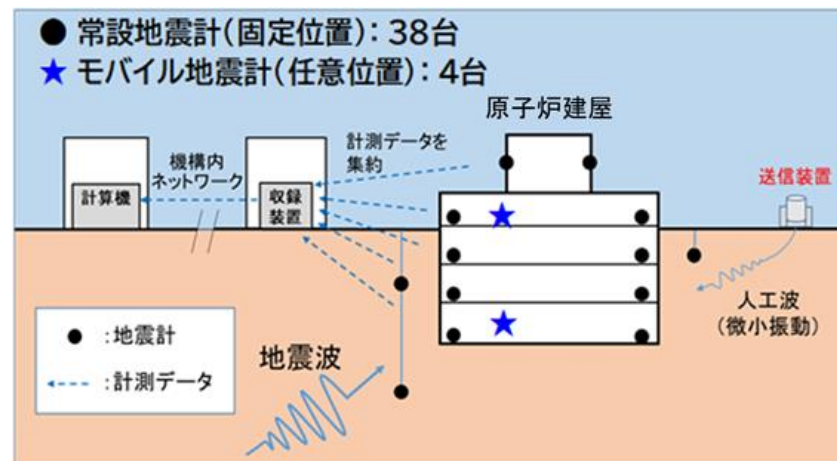 ● 常設地震計(固定位置): 38台
★ モバイル地震計(任意位置): 4台
原子炉建屋
計測データを
集約
機構内
ネットワーク
計算機
収録
装置
送信装置
人工波
(微小振動)
地震波
● :地震計
:計測データ